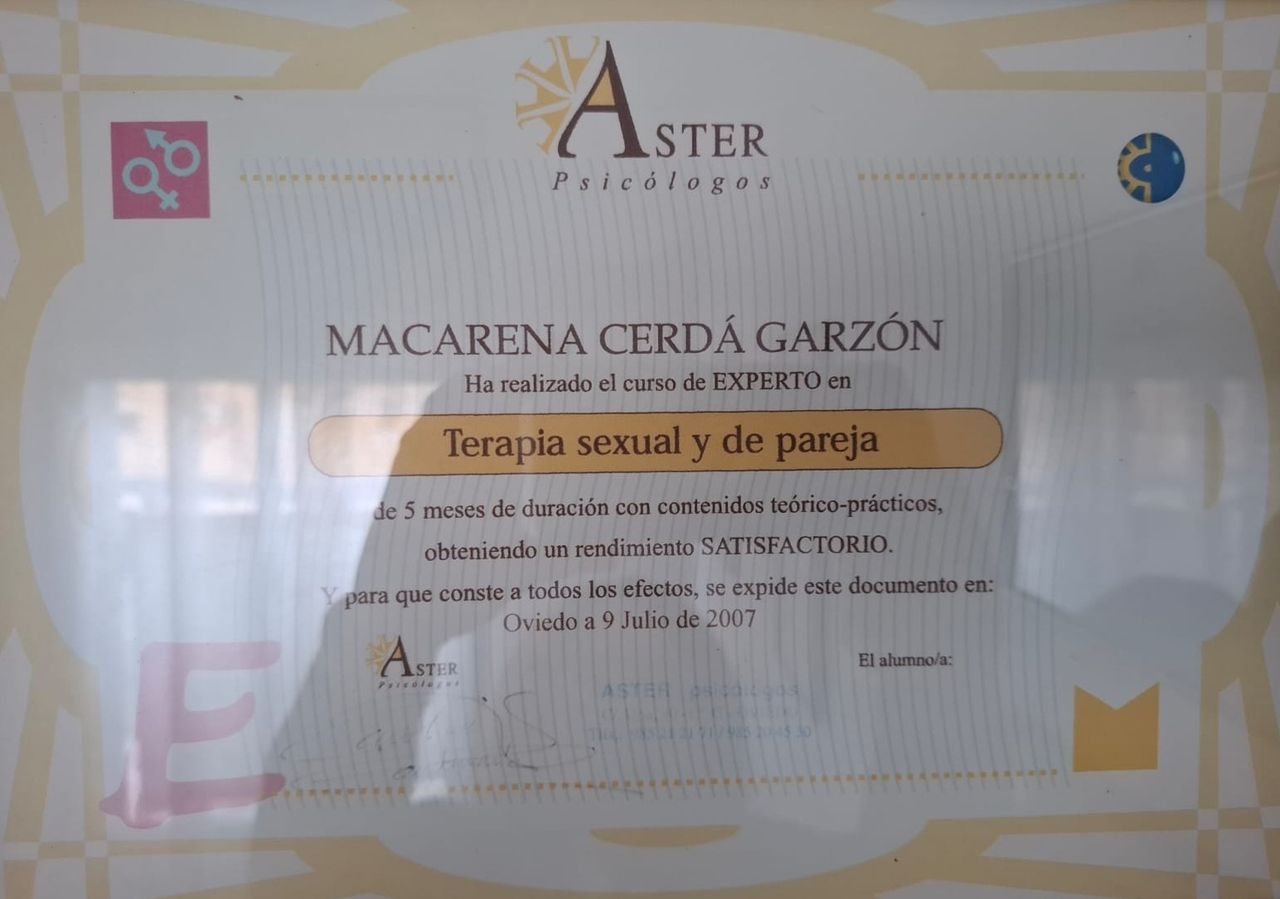 ASTER
Psicólogos
MACARENA CERDÁ GARZÓN
Ha realizado el curso de EXPERTO en
Terapia sexual y de pareja
de 5 meses de duración con contenidos teórico-prácticos,
obteniendo un rendimiento SATISFACTORIO.
Y para que conste a todos los efectos, se expide este documento en:
Oviedo a 9 Julio de 2007
ASTER
Psicólogos
El alumno/a:
ASTER psicólogos
E